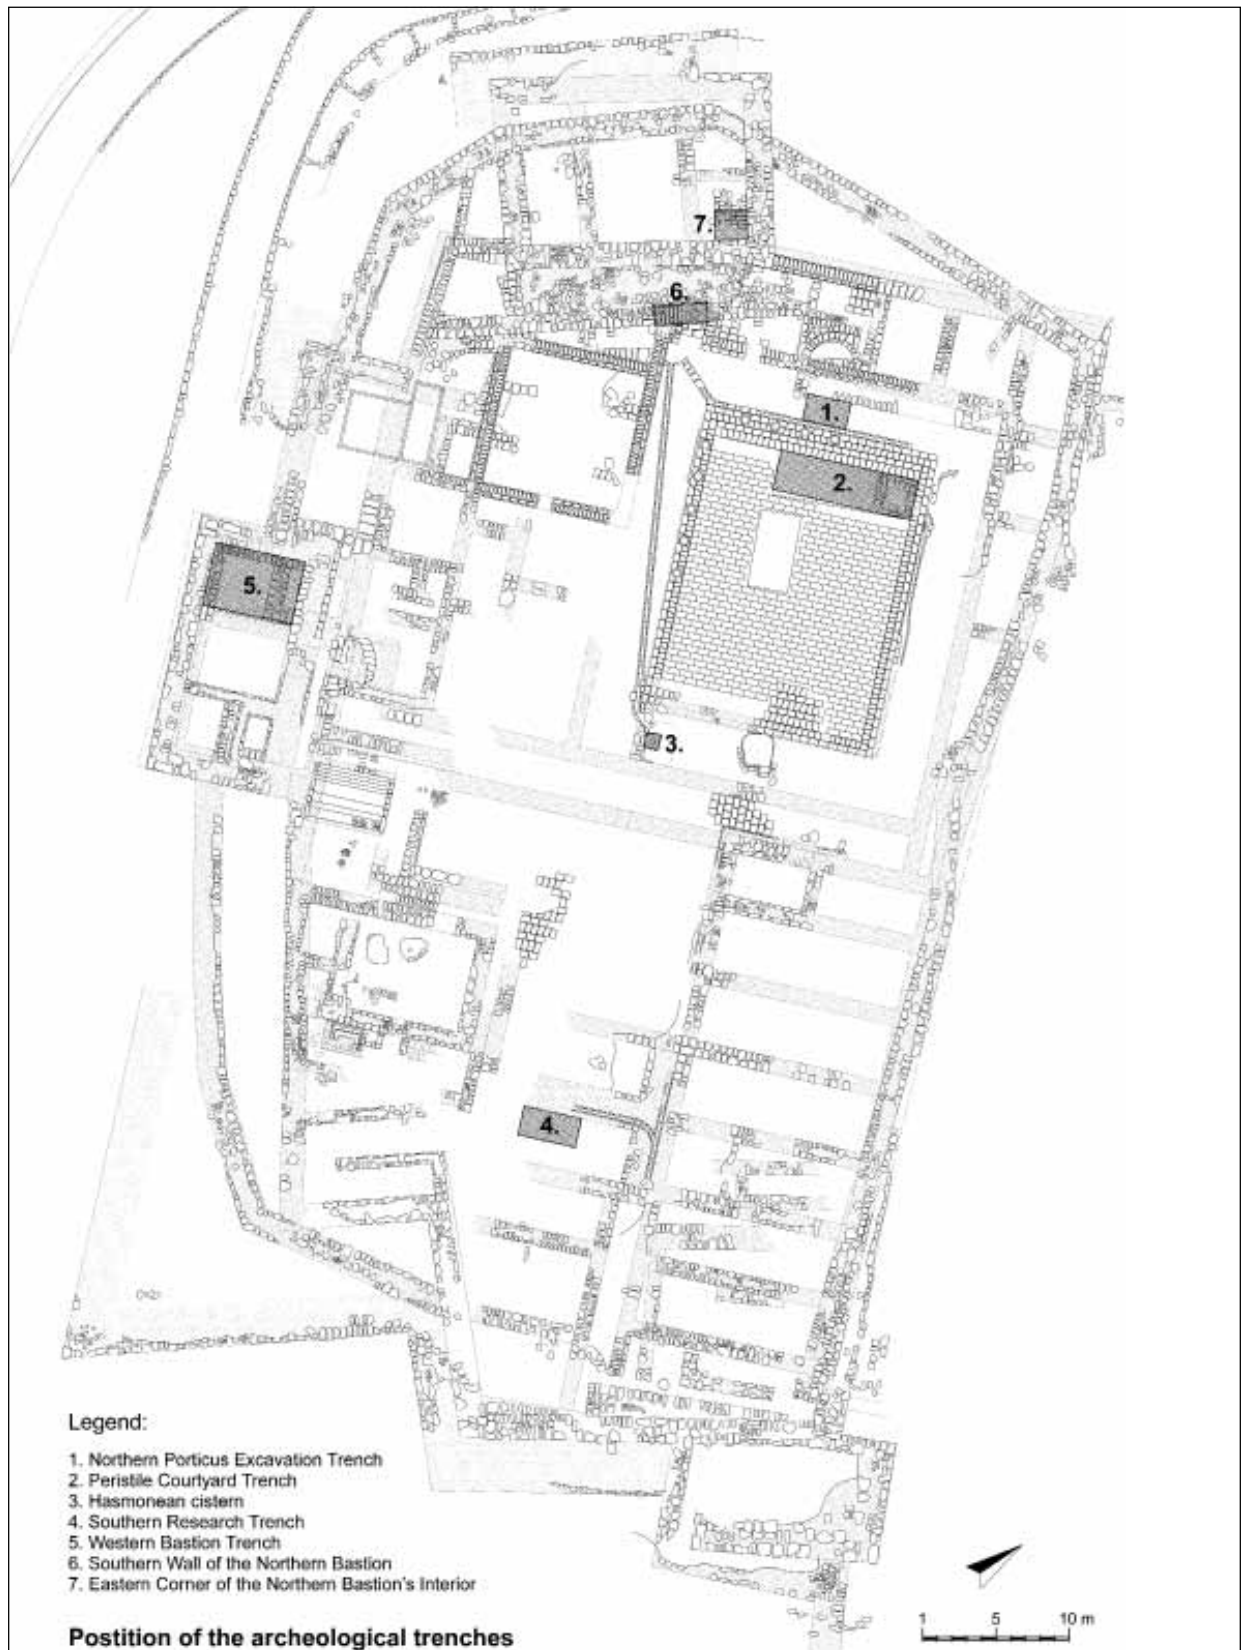 7.
6.
1.
2.
5.
3.
4.
Legend:
1. Northern Porticus Excavation Trench
2. Peristile Courtyard Trench
3. Hasmonean cistern
4. Southern Research Trench
5. Western Bastion Trench
6. Southern Wall of the Northern Bastion
7. Eastern Corner of the Northern Bastion's Interior
Postition of the archeological trenches
1 5 10 m